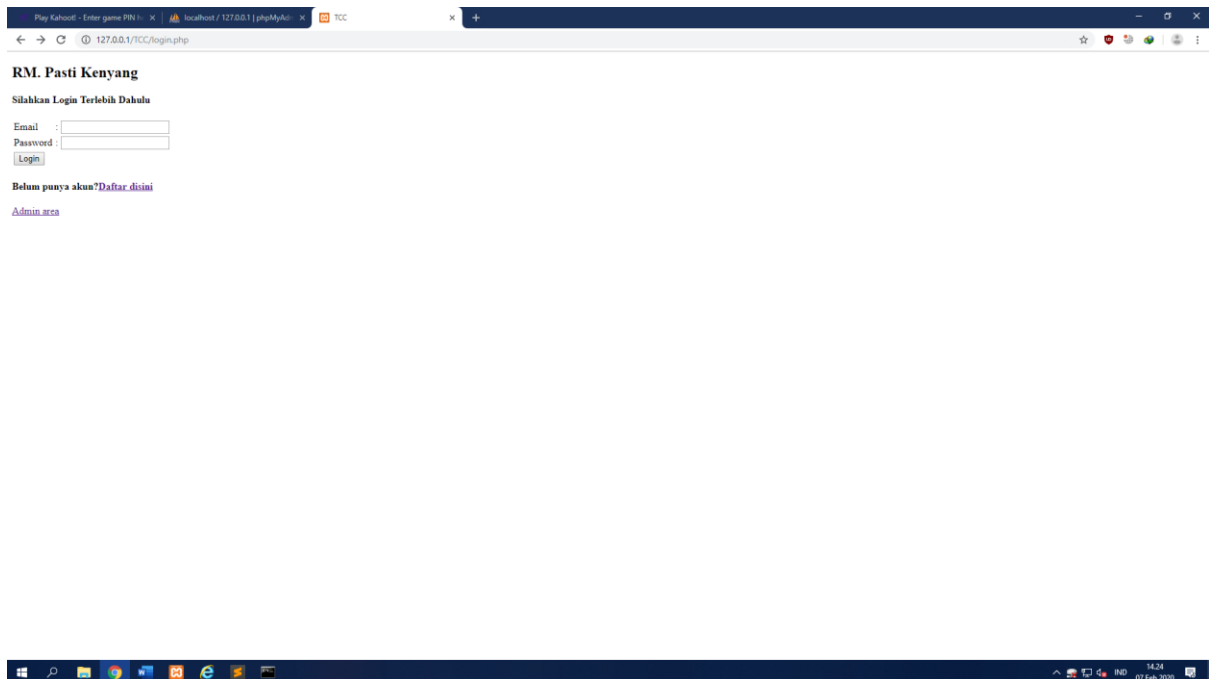 Play Kahoot! - Enter game PIN h
localhost / 127.0.0.1 | phpMyAdr
TCC
127.0.0.1/TCC/login.php
RM. Pasti Kenyang
Silahkan Login Terlebih Dahulu
Email :
Password :
Login
Belum punya akun?Daftar disini
Admin area
IND
14.24
07 Feb 2020